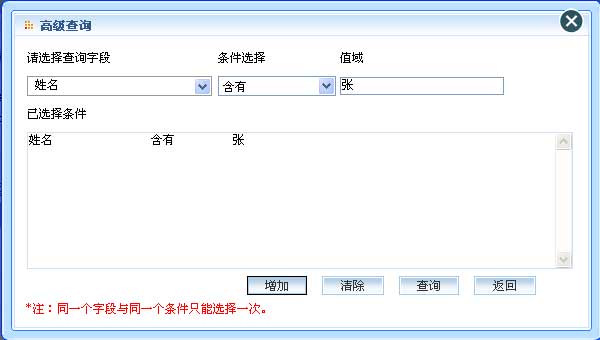 高级查询
请选择查询字段 条件选择 值域
姓名 含有 张
已选择条件
姓名 含有 张
增加 清除 查询 返回
*注：同一个字段与同一个条件只能选择一次。